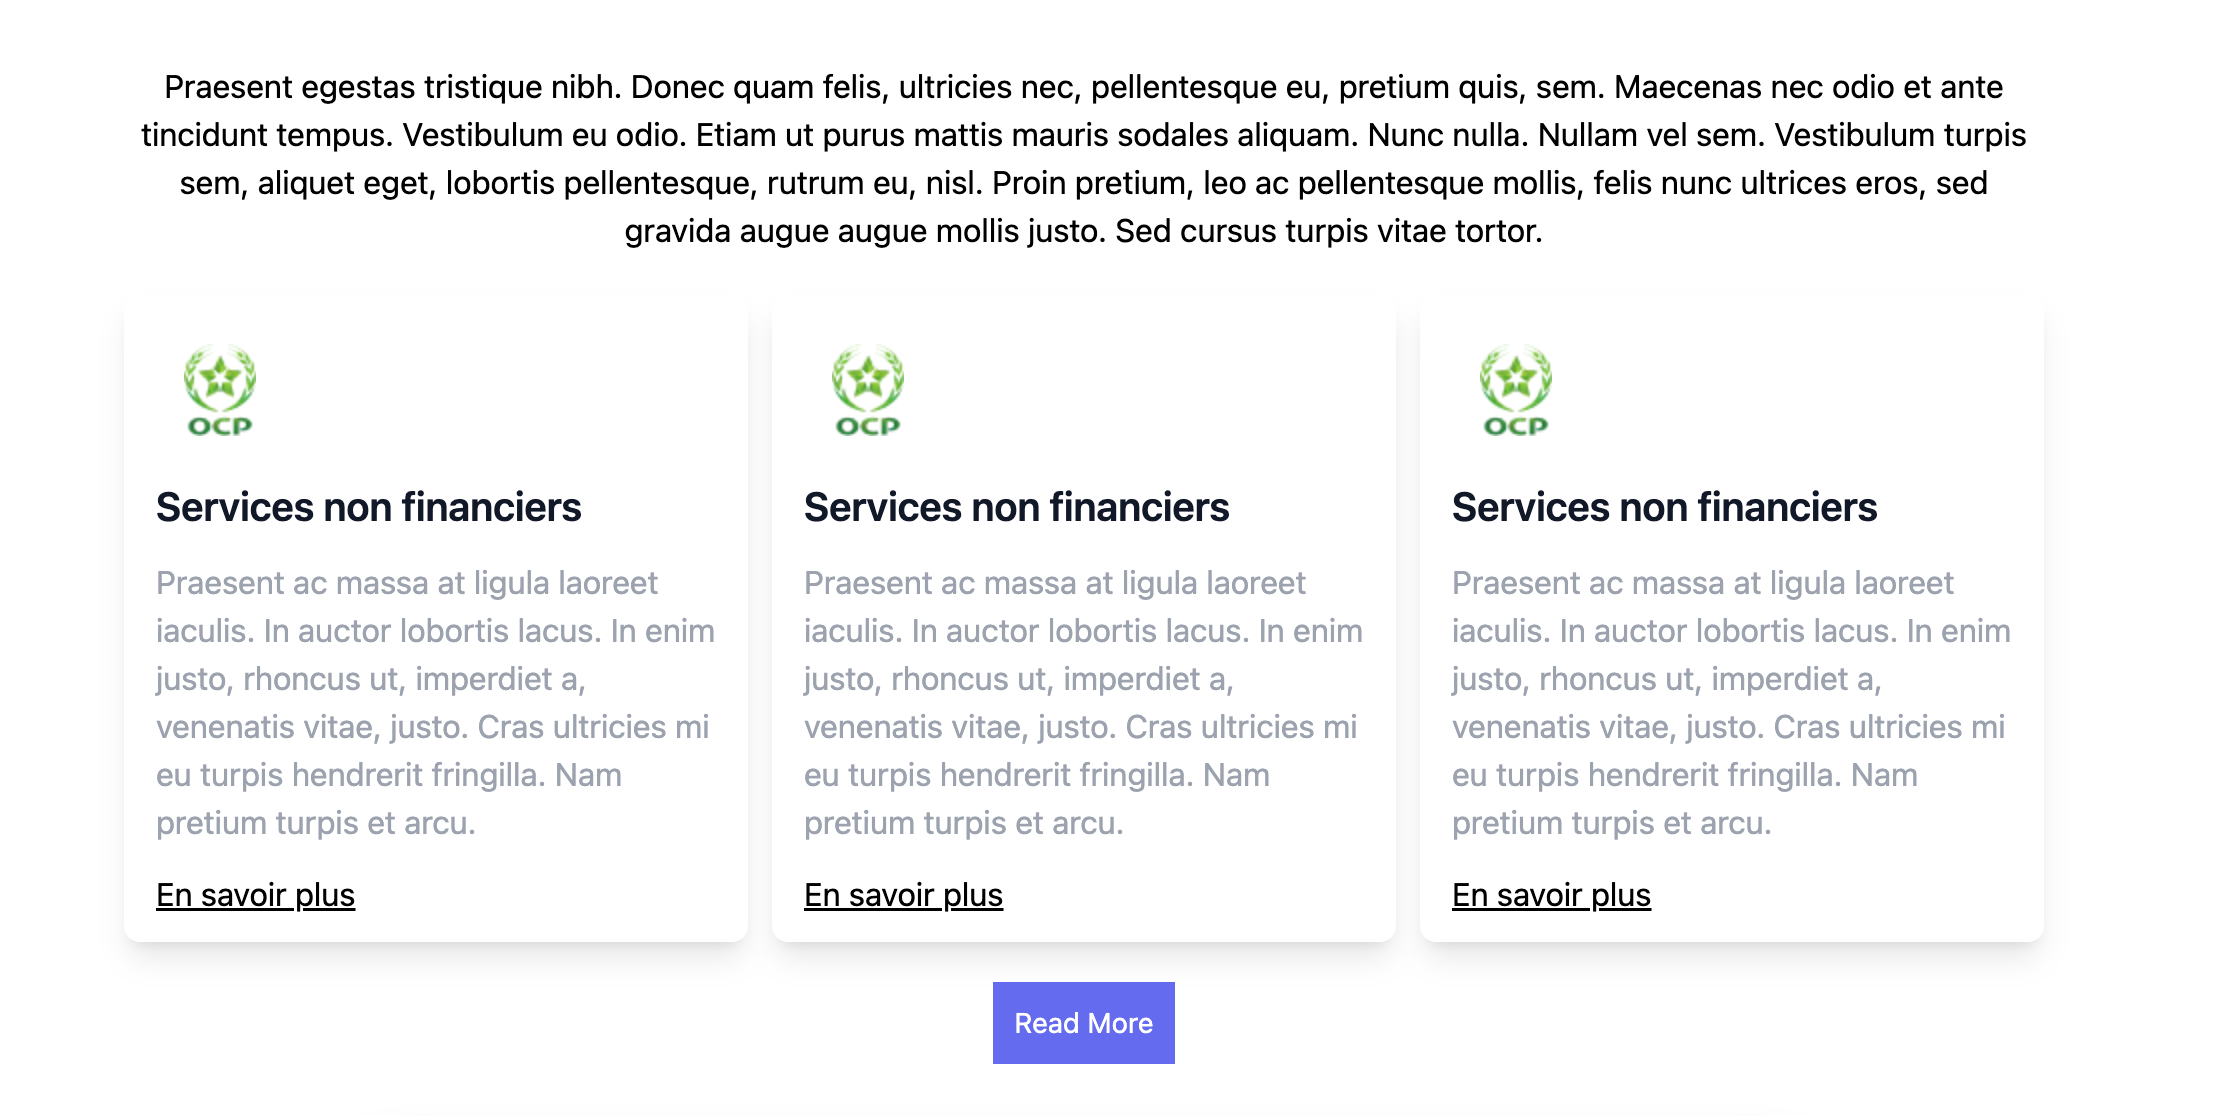 Praesent egestas tristique nibh. Donec quam felis, ultricies nec, pellentesque eu, pretium quis, sem. Maecenas nec odio et ante
tincidunt tempus. Vestibulum eu odio. Etiam ut purus mattis mauris sodales aliquam. Nunc nulla. Nullam vel sem. Vestibulum turpis
sem, aliquet eget, lobortis pellentesque, rutrum eu, nisl. Proin pretium, leo ac pellentesque mollis, felis nunc ultrices eros, sed
gravida augue augue mollis justo. Sed cursus turpis vitae tortor.
OCP
Services non financiers
Praesent ac massa at ligula laoreet
iaculis. In auctor lobortis lacus. In enim
justo, rhoncus ut, imperdiet a,
venenatis vitae, justo. Cras ultricies mi
eu turpis hendrerit fringilla. Nam
pretium turpis et arcu.
En savoir plus
OCP
Services non financiers
Praesent ac massa at ligula laoreet
iaculis. In auctor lobortis lacus. In enim
justo, rhoncus ut, imperdiet a,
venenatis vitae, justo. Cras ultricies mi
eu turpis hendrerit fringilla. Nam
pretium turpis et arcu.
En savoir plus
OCP
Services non financiers
Praesent ac massa at ligula laoreet
iaculis. In auctor lobortis lacus. In enim
justo, rhoncus ut, imperdiet a,
venenatis vitae, justo. Cras ultricies mi
eu turpis hendrerit fringilla. Nam
pretium turpis et arcu.
En savoir plus
Read More